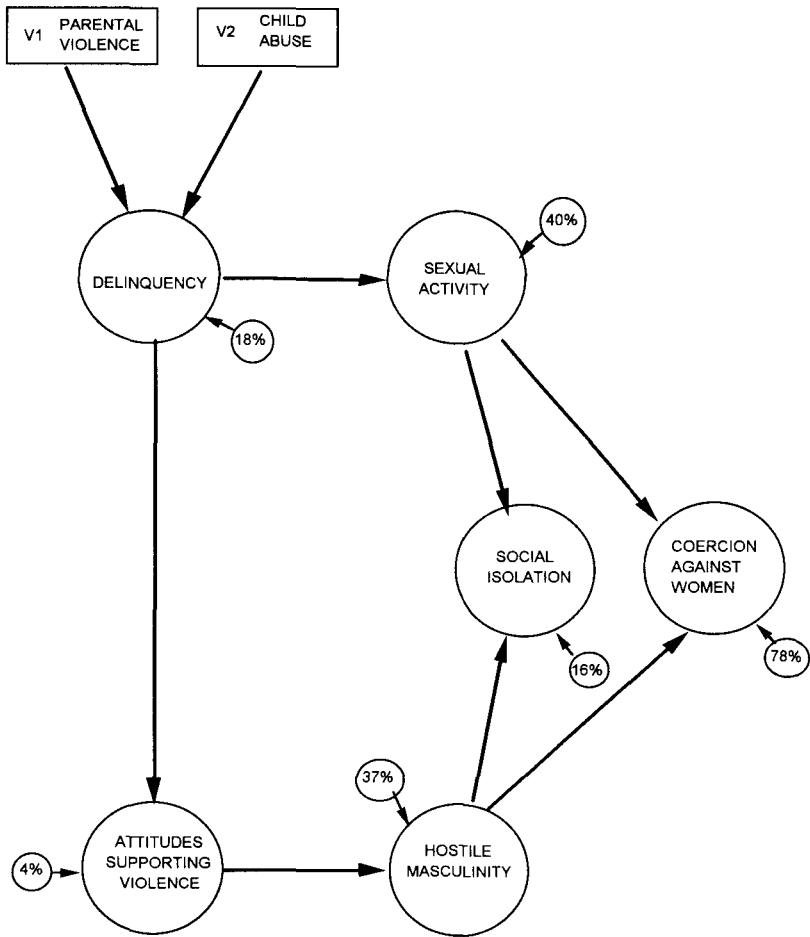 V1 PARENTAL
VIOLENCE
V2 CHILD
ABUSE
DELINQUENCY
18%
SEXUAL
ACTIVITY
40%
SOCIAL
ISOLATION
16%
COERCION
AGAINST
WOMEN
78%
ATTITUDES
SUPPORTING
VIOLENCE
4%
HOSTILE
MASCULINITY
37%